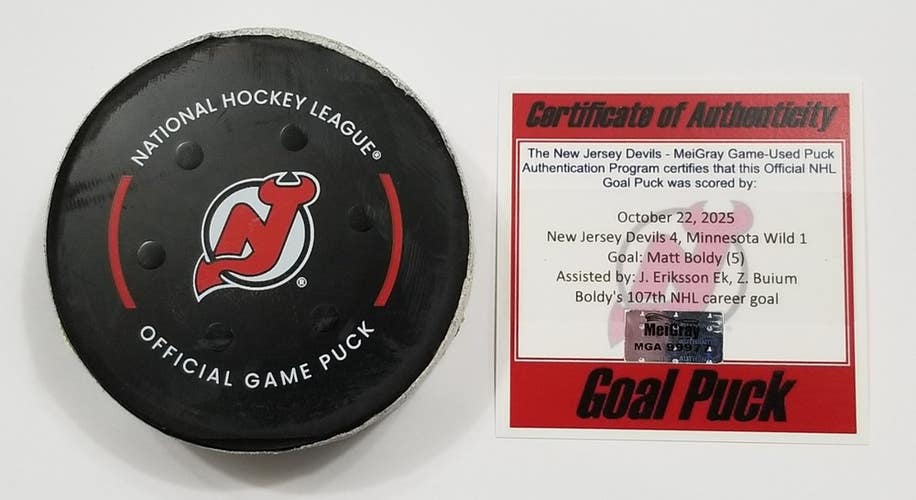 NATIONAL HOCKEY LEAGUE®
NJ
®
OFFICIAL GAME PUCK
Certificate of Authenticity
The New Jersey Devils - MeiGray Game-Used Puck
Authentication Program certifies that this Official NHL
Goal Puck was scored by:
October 22, 2025
New Jersey Devils 4, Minnesota Wild 1
Goal: Matt Boldy (5)
Assisted by: J. Eriksson Ek, Z. Buium
Boldy's 107th NHL career goal
MeiGray
MGA
Goal Puck